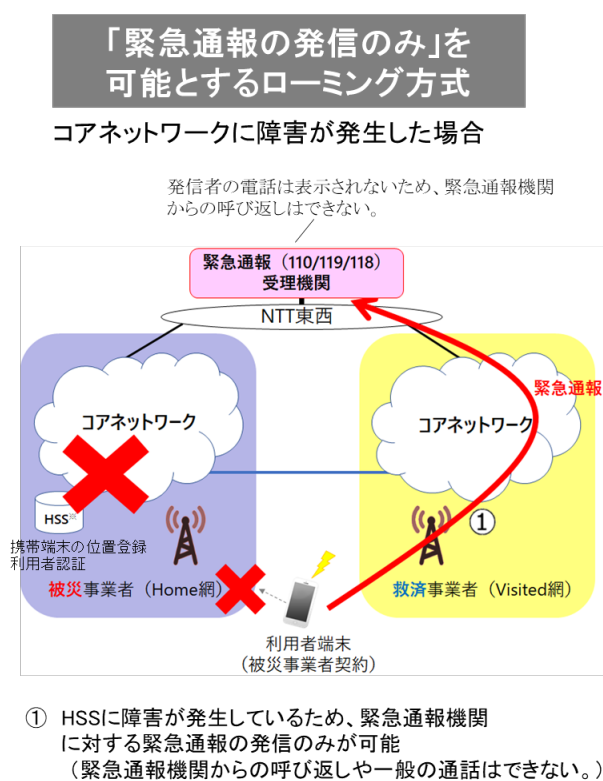 「緊急通報の発信のみ」を
可能とするローミング方式
コアネットワークに障害が発生した場合
発信者の電話は表示されないため、緊急通報機関
からの呼び返しはできない。
緊急通報（110/119/118）
受理機関
NTT東西
緊急通報
コアネットワーク
コアネットワーク
HSS※
①
携帯端末の位置登録
利用者認証
被災事業者（Home網）
救済事業者（Visited網）
利用者端末
（被災事業者契約）
① HSSに障害が発生しているため、緊急通報機関
に対する緊急通報の発信のみが可能
（緊急通報機関からの呼び返しや一般の通話はできない。）